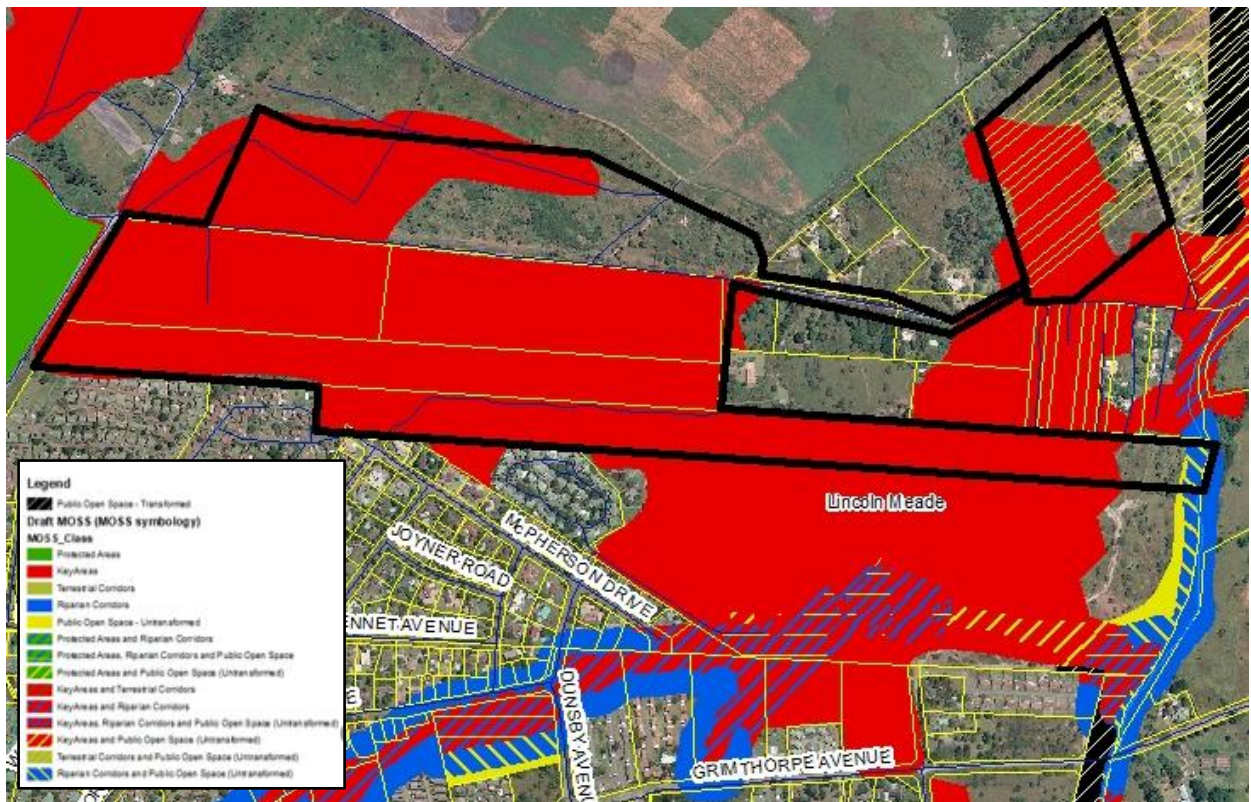 Lincoln Meade
McPHERSON DRIVE
JOYNER ROAD
ENNET AVENUE
E
OUNSBY AVENU
GRIMTHORPE AVENUE
Legend
Public Open Space - Transformed
Draft MOSS (MOSS symbology)
MOSS_Class
Protected Areas
KeyAreas
Terrestrial Corridors
Riparian Corridors
Public Open Space - Untransformed
Protected Areas and Riparian Corridors
Protected Areas, Riparian Corridors and Public Open Space
Protected Areas and Public Open Space (Untransformed)
KeyAreas and Terrestrial Corridors
KeyAreas and Riparian Corridors
KeyAreas, Riparian Corridors and Public Open Space (Untransformed)
KeyAreas and Public Open Space (Untransformed)
Terrestrial Corridors and Public Open Space (Untransformed)
Riparian Corridors and Public Open Space (Untransformed)